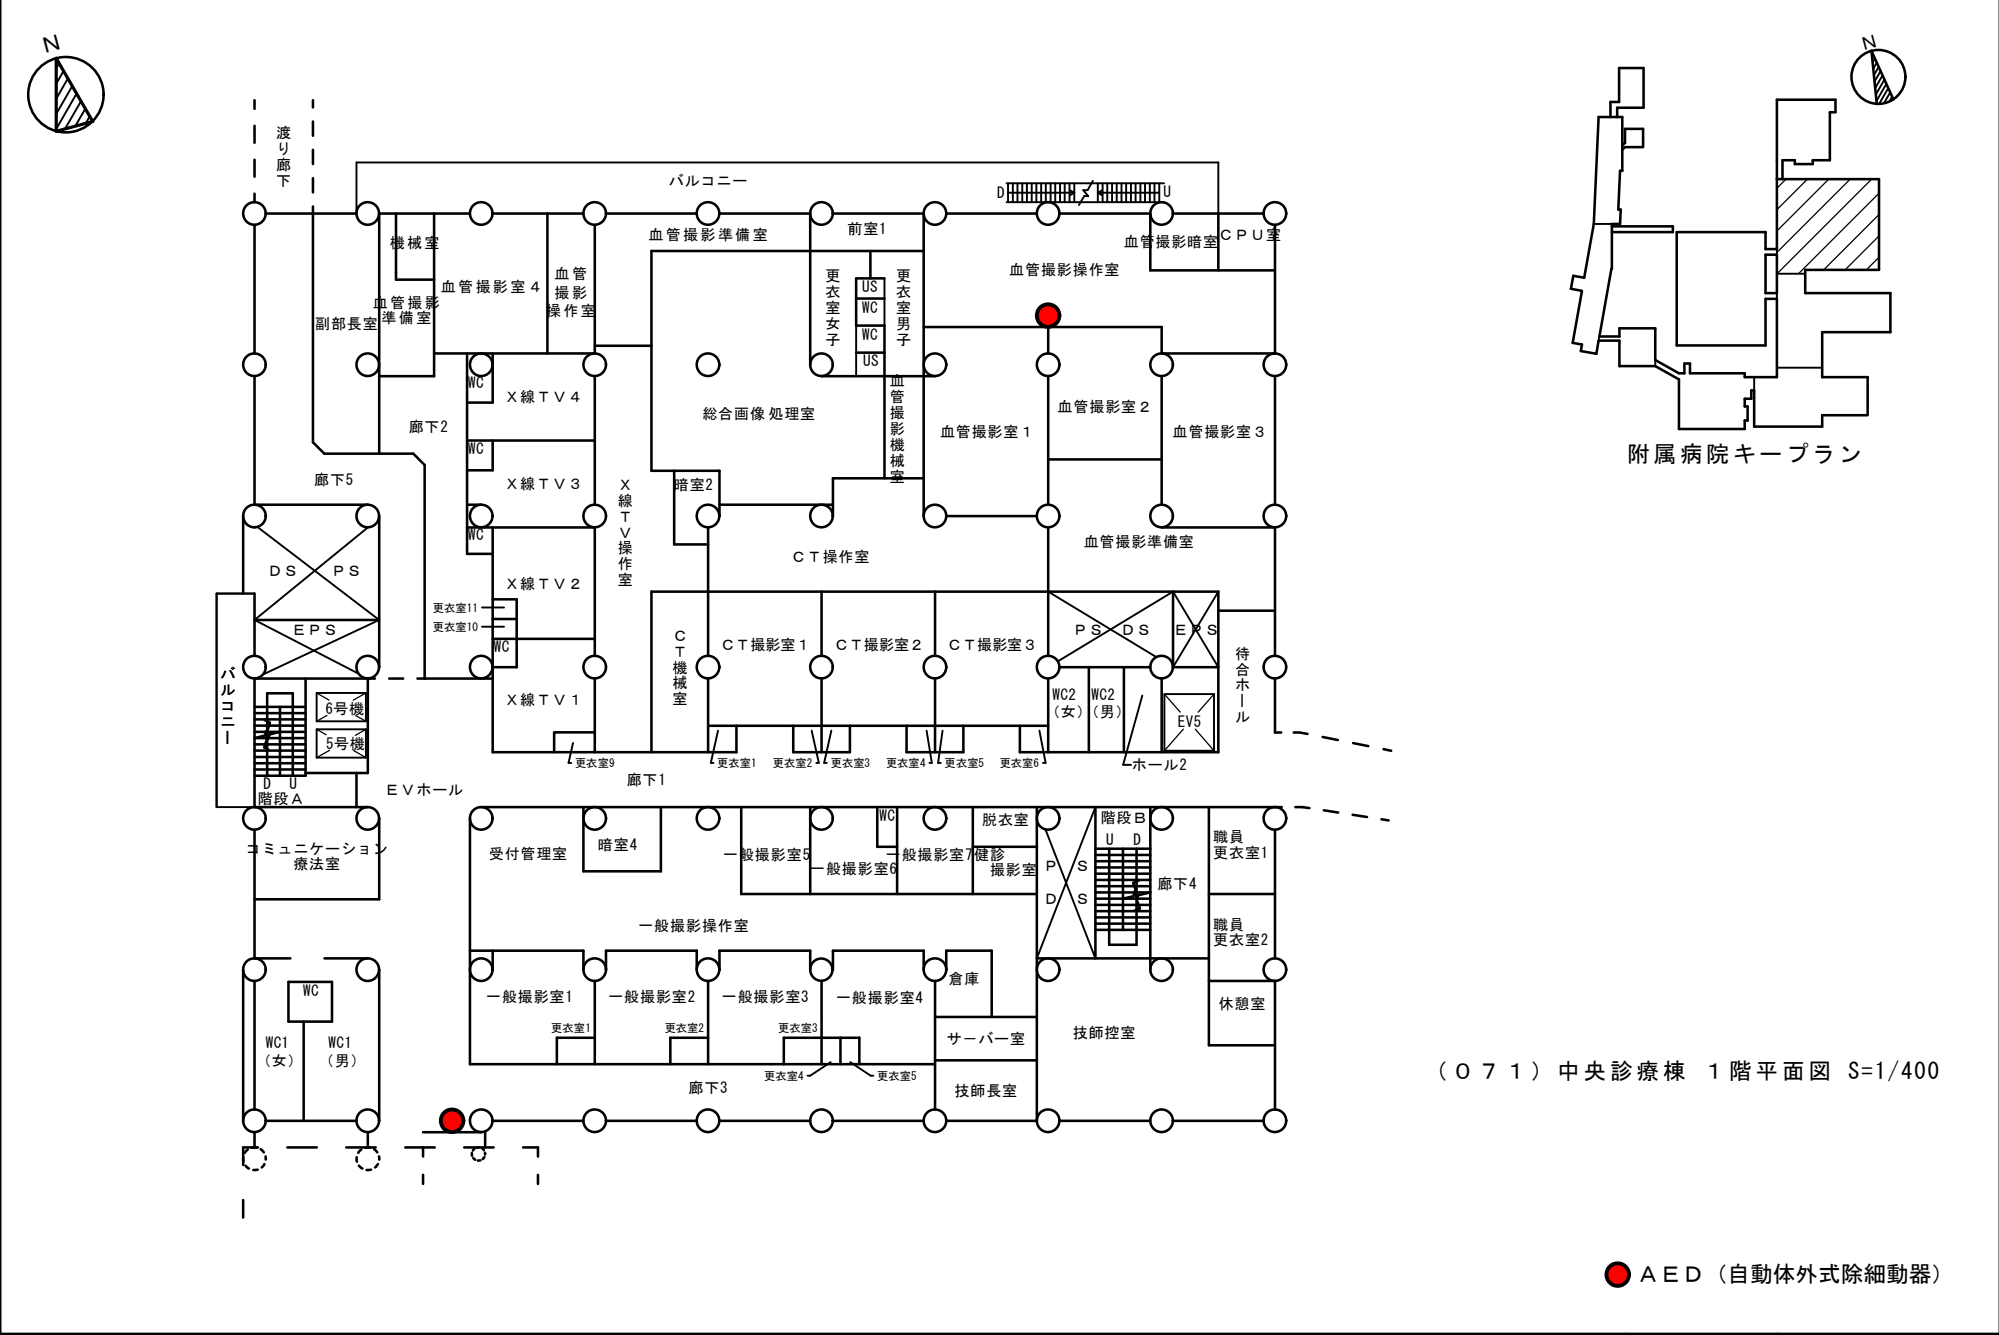 N
N
渡り廊下
バルコニー
D
U
機械室
血管撮影準備室
前室1
血管撮影暗室
CPU室
血管撮影室4
血管
撮影
操作室
更衣室女子
US
WC
WC
US
更衣室男子
血管撮影操作室
副部長室
血管撮影
準備室
WC
X線TV4
総合画像処理室
血管撮影機械室
血管撮影室1
血管撮影室2
血管撮影室3
附属病院キープラン
廊下2
WC
廊下5
X線TV3
X線TV操作室
暗室2
WC
CT操作室
血管撮影準備室
DS
PS
X線TV2
更衣室11
更衣室10
EPS
WC
CT機械室
CT撮影室1
CT撮影室2
CT撮影室3
PS
DS
EPS
待合ホール
バルコニー
6号機
5号機
X線TV1
WC2
(女)
WC2
(男)
EV5
更衣室9
更衣室1
更衣室2
更衣室3
更衣室4
更衣室5
更衣室6
ホール2
廊下1
D
U
階段A
EVホール
コミュニケーション
療法室
受付管理室
暗室4
一般撮影室5
WC
一般撮影室6
一般撮影室7
脱衣室
健診
撮影室
P
S
D
S
階段B
U
D
廊下4
職員
更衣室1
職員
更衣室2
一般撮影操作室
WC
WC1
(女)
WC1
(男)
一般撮影室1
一般撮影室2
一般撮影室3
一般撮影室4
倉庫
休憩室
更衣室1
更衣室2
更衣室3
サーバー室
技師控室
更衣室4
更衣室5
廊下3
技師長室
(071)中央診療棟 1階平面図 S=1/400
AED(自動体外式除細動器)